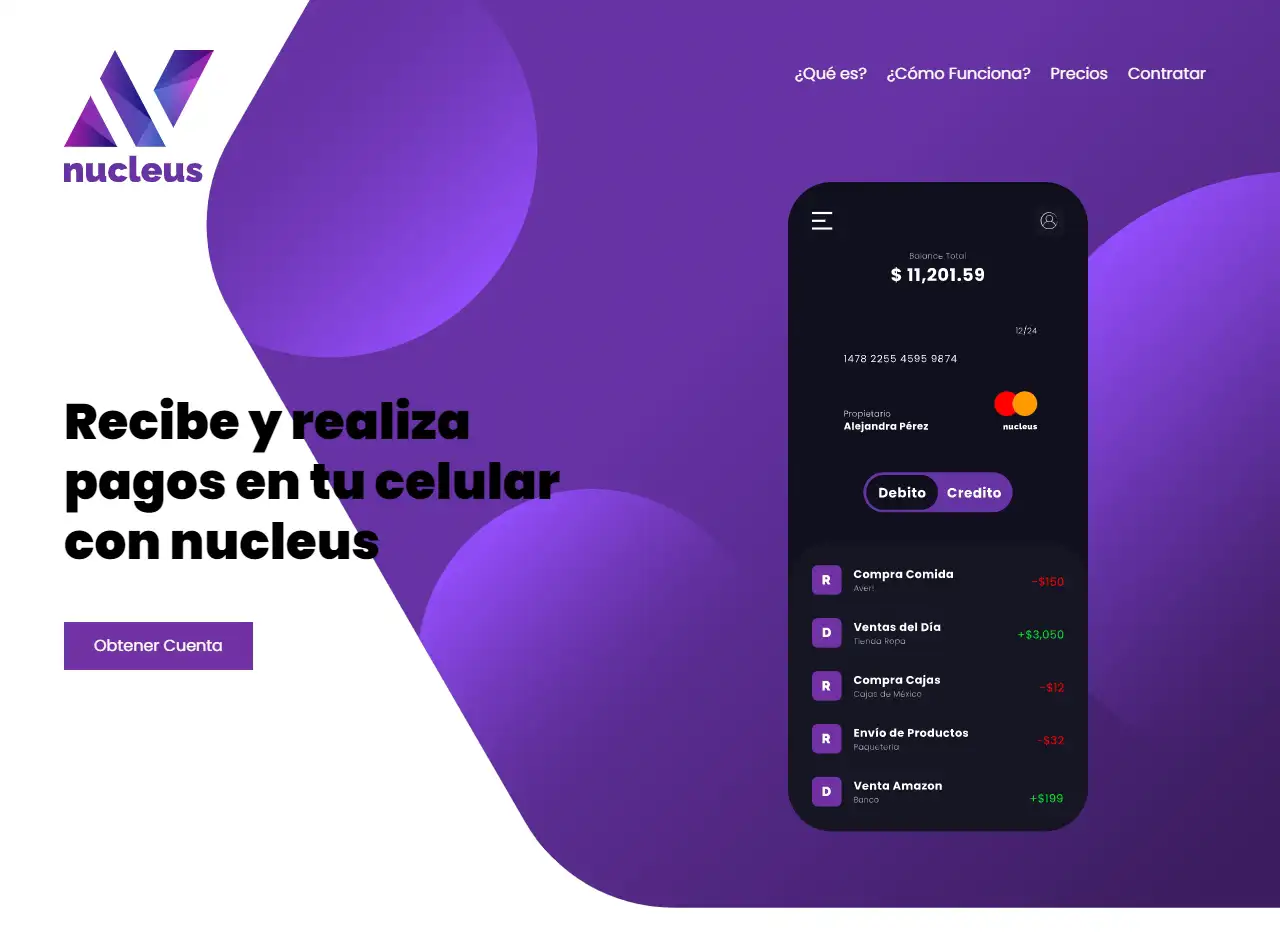 nucleus
¿Qué es? ¿Cómo Funciona? Precios Contratar
Recibe y realiza
pagos en tu celular
con nucleus
Obtener Cuenta
Balance Total
$ 11,201.59
12/24
1478 2255 4595 9874
Propietario
Alejandra Pérez
nucleus
Debito Credito
R Compra Comida -$150
Aver!
D Ventas del Día +$3,050
Tienda Ropa
R Compra Cajas -$12
Cajas de México
R Envío de Productos -$32
Paqueteria
D Venta Amazon +$199
Banco